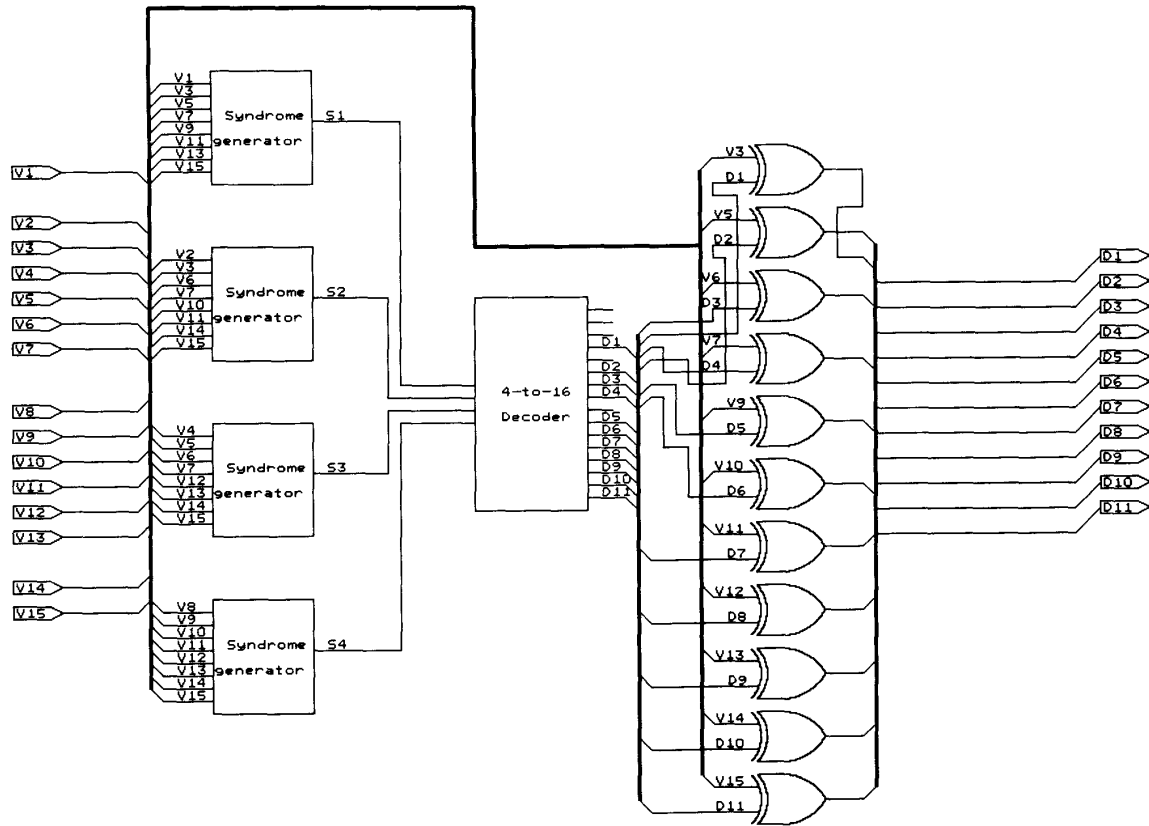 V1
V2
V3
V4
V5
V6
V7
V8
V9
V10
V11
V12
V13
V14
V15
V1
V3
V5
V7
V9
V11
V13
V15
Syndrome
generator
S1
V2
V3
V6
V7
V10
V11
V14
V15
Syndrome
generator
S2
V4
V5
V6
V7
V12
V13
V14
V15
Syndrome
generator
S3
V8
V9
V10
V11
V12
V13
V14
V15
Syndrome
generator
S4
4-to-16
Decoder
D1
D2
D3
D4
D5
D6
D7
D8
D9
D10
D11
V3
D1
V5
D2
V6
D3
V7
D4
V9
D5
V10
D6
V11
D7
V12
D8
V13
D9
V14
D10
V15
D11
D1
D2
D3
D4
D5
D6
D7
D8
D9
D10
D11